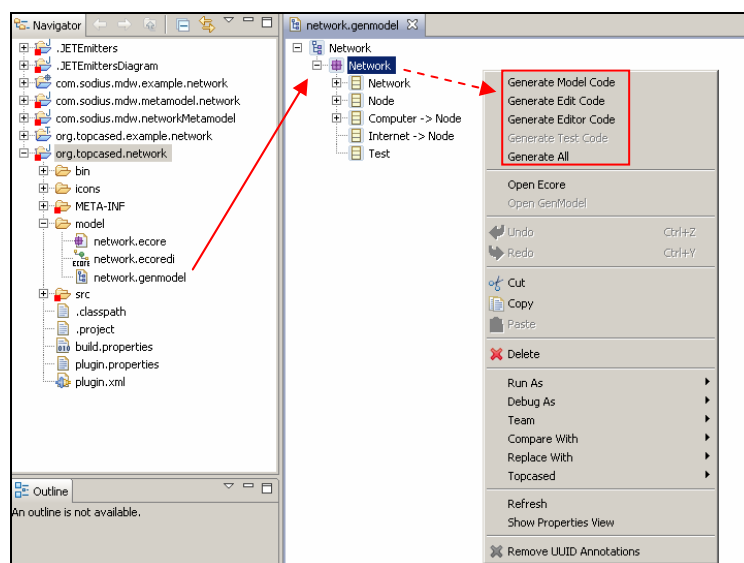 Navigator
.JETEmitters
.JETEmittersDiagram
com.sodius.mdw.example.network
com.sodius.mdw.metamodel.network
com.sodius.mdw.networkMetamodel
org.topcased.example.network
org.topcased.network
bin
icons
META-INF
model
network.ecore
network.ecoredi
network.genmodel
src
.classpath
.project
build.properties
plugin.properties
plugin.xml
Outline
An outline is not available.
network.genmodel
Network
Network
Network
Node
Computer -> Node
Internet -> Node
Test
Generate Model Code
Generate Edit Code
Generate Editor Code
Generate Test Code
Generate All
Open Ecore
Open GenModel
Undo Ctrl+Z
Redo Ctrl+Y
Cut
Copy
Paste
Delete
Run As
Debug As
Team
Compare With
Replace With
Topcased
Refresh
Show Properties View
Remove UUID Annotations